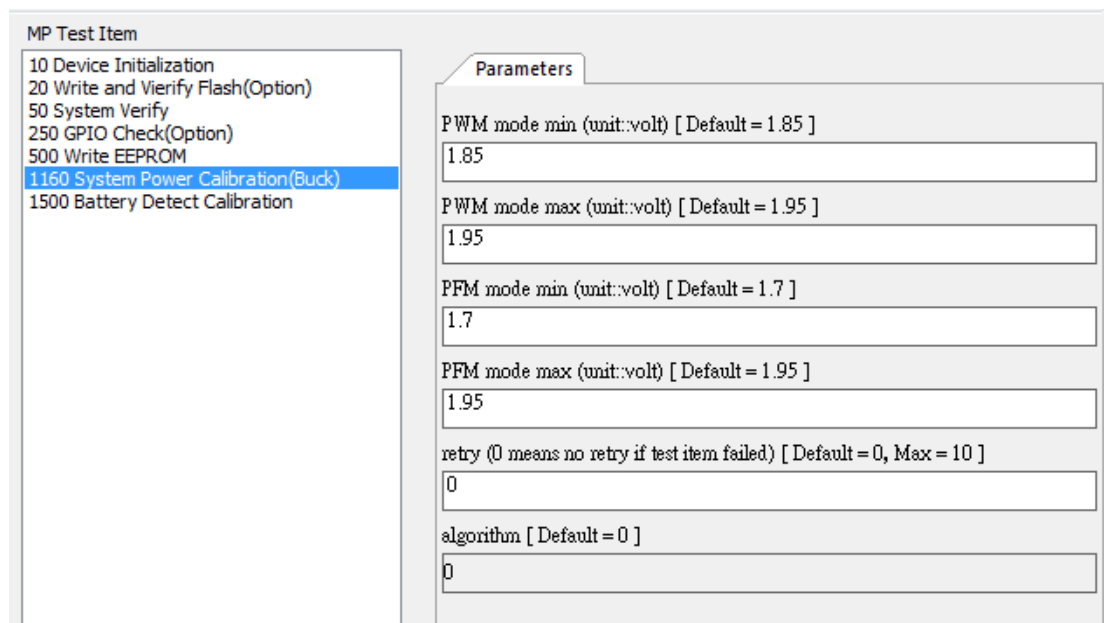 MP Test Item
10 Device Initialization
20 Write and Vierify Flash(Option)
50 System Verify
250 GPIO Check(Option)
500 Write EEPROM
1160 System Power Calibration(Buck)
1500 Battery Detect Calibration
Parameters
PWM mode min (unit::volt) [ Default = 1.85 ]
1.85
PWM mode max (unit::volt) [ Default = 1.95 ]
1.95
PFM mode min (unit::volt) [ Default = 1.7 ]
1.7
PFM mode max (unit::volt) [ Default = 1.95 ]
1.95
retry (0 means no retry if test item failed) [ Default = 0, Max = 10 ]
0
algorithm [ Default = 0 ]
0